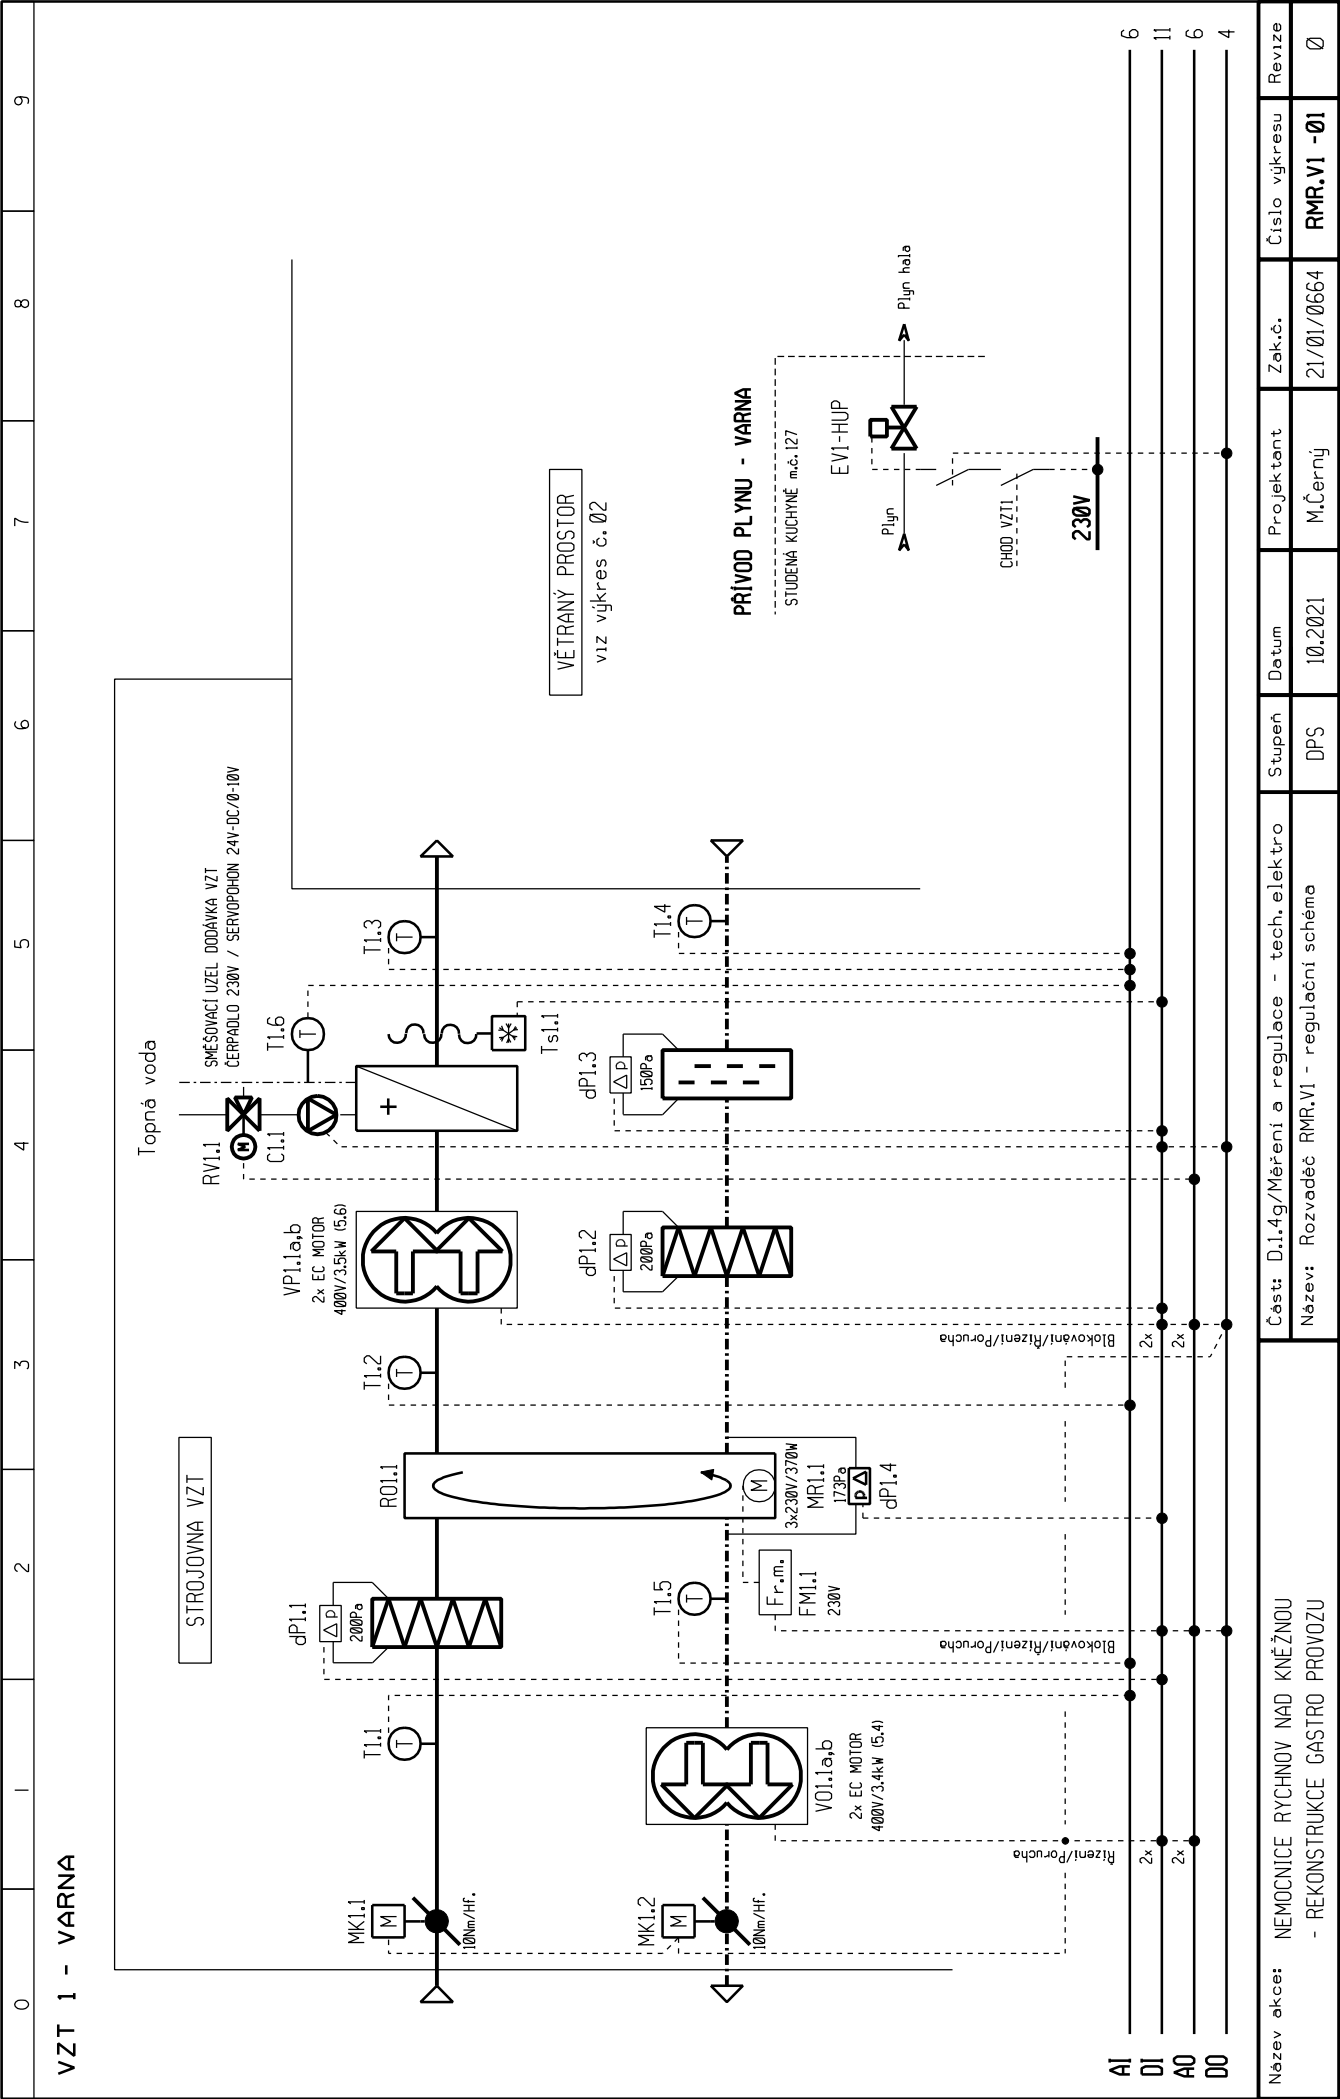 0 1 2 3 4 5 6 7 8 9
VZT 1 - VARNA
STROJOVNA VZT
Topná voda
SMĚŠOVACÍ UZEL DODÁVKA VZT
ČERPADLO 230V / SERVOPOHON 24V-DC/0-10V
RV1.1
M
C1.1
T1.6
T
MK1.1
M
10Nm/Hf.
T1.1
T
dP1.1
Δp
200Pa
RO1.1
T1.2
T
VP1.1a,b
2x EC MOTOR
400V/3.5kW (5.6)
+
Ts1.1
T1.3
T
VĚTRANÝ PROSTOR
viz výkres č.02
MK1.2
M
10Nm/Hf.
VO1.1a,b
2x EC MOTOR
400V/3.4kW (5.4)
T1.5
T
Fr.m.
FM1.1
230V
M
3x230V/370W
MR1.1
173Pa
Δp
dP1.4
dP1.2
Δp
200Pa
dP1.3
Δp
150Pa
T1.4
T
PŘÍVOD PLYNU - VARNA
STUDENÁ KUCHYNĚ m.č.127
EV1-HUP
Plyn
Plyn hala
CHOD VZT1
230V
Řízení/Porucha
2x
2x
Blokování/Řízení/Porucha
Blokování/Řízení/Porucha
2x
2x
AI 6
DI 11
AO 6
DO 4
Název akce: NEMOCNICE RYCHNOV NAD KNĚŽNOU
- REKONSTRUKCE GASTRO PROVOZU
Část: D.1.4g/Měření a regulace - tech.elektro
Název: Rozvaděč RMR.V1 - regulační schéma
Stupeň
DPS
Datum
10.2021
Projektant
M.Černý
Zak.č.
21/01/0664
Číslo výkresu
RMR.V1 -01
Revize
0